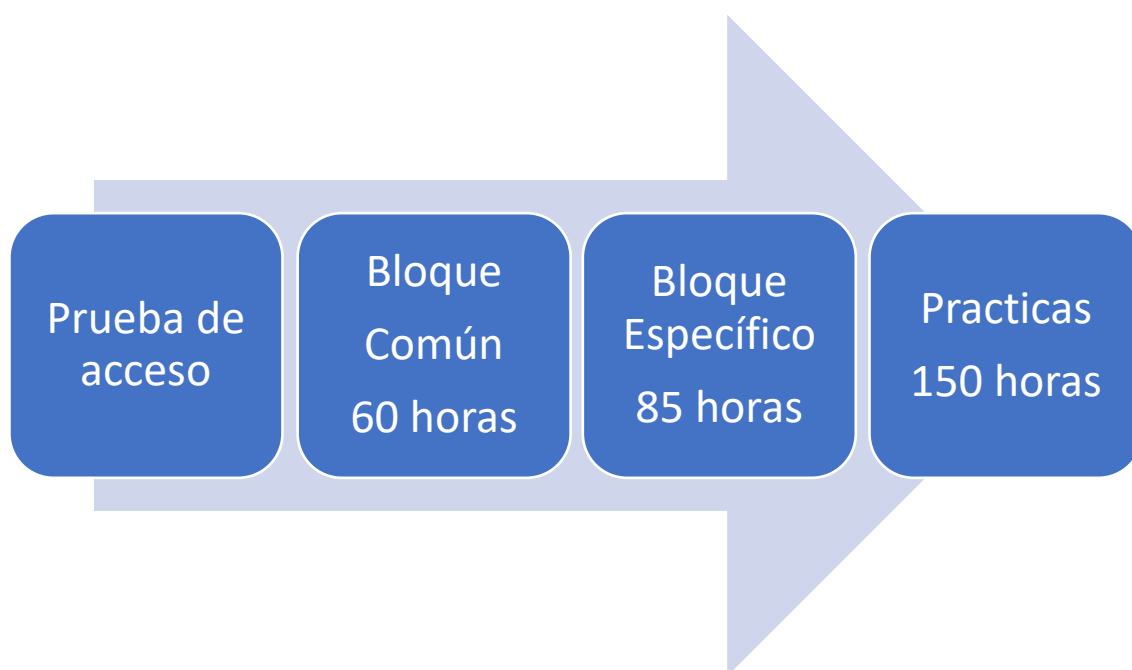 Prueba de
acceso
Bloque
Común
60 horas
Bloque
Específico
85 horas
Practicas
150 horas